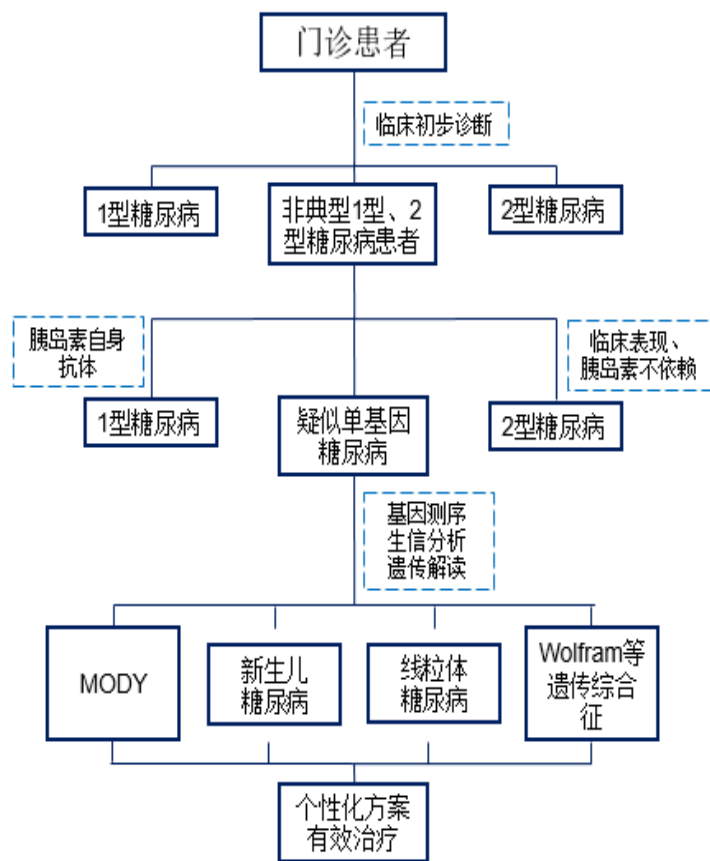 门诊患者
临床初步诊断
1型糖尿病
非典型1型、2
型糖尿病患者
2型糖尿病
胰岛素自身
抗体
临床表现、
胰岛素不依赖
1型糖尿病
疑似单基因
糖尿病
2型糖尿病
基因测序
生信分析
遗传解读
MODY
新生儿
糖尿病
线粒体
糖尿病
Wolfram等
遗传综合
征
个性化方案
有效治疗